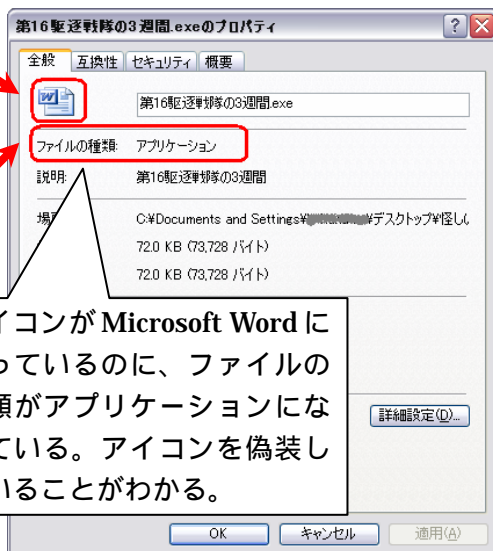 第16駆逐戦隊の3週間.exeのプロパティ
全般 互換性 セキュリティ 概要
第16駆逐戦隊の3週間.exe
ファイルの種類: アプリケーション
説明: 第16駆逐戦隊の3週間
場
C:¥Documents and Settings¥ ¥デスクトップ¥怪し(
72.0 KB (73,728 バイト)
72.0 KB (73,728 バイト)
イコンが Microsoft Word に
っているのに、ファイルの
類がアプリケーションにな
ている。アイコンを偽装し
いることがわかる。
詳細設定(D)...
OK キャンセル 適用(A)